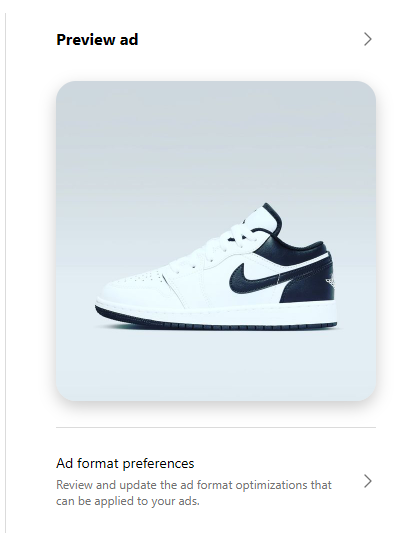 Preview ad
Ad format preferences
Review and update the ad format optimizations that
can be applied to your ads.